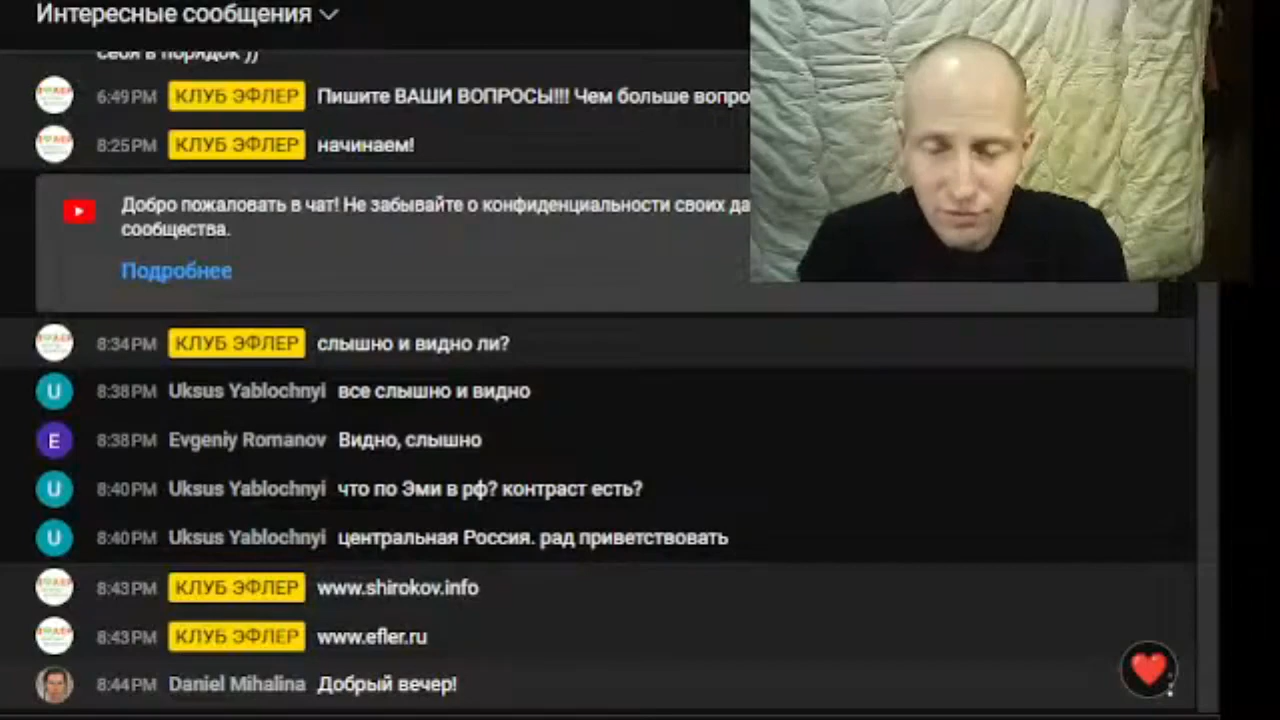 Интересные сообщения
себя в порядок ))
6:49 PM КЛУБ ЭФЛЕР Пишите ВАШИ ВОПРОСЫ!!! Чем больше вопро
8:25 PM КЛУБ ЭФЛЕР начинаем!
Добро пожаловать в чат! Не забывайте о конфиденциальности своих да
сообщества.
Подробнее
8:34 PM КЛУБ ЭФЛЕР слышно и видно ли?
U 8:38 PM Uksus Yablochnyi все слышно и видно
E 8:38 PM Evgeniy Romanov Видно, слышно
U 8:40 PM Uksus Yablochnyi что по Эми в рф? контраст есть?
U 8:40 PM Uksus Yablochnyi центральная Россия. рад приветствовать
8:43 PM КЛУБ ЭФЛЕР www.shirokov.info
8:43 PM КЛУБ ЭФЛЕР www.efler.ru
8:44 PM Daniel Mihalina Добрый вечер!